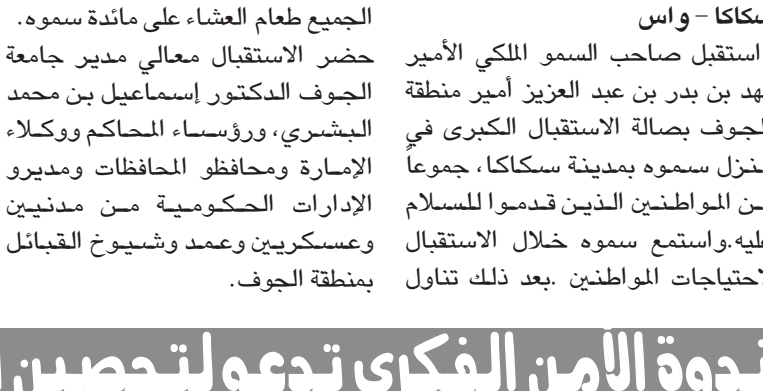 سكاكا – واس
استقبل صاحب السمو الملكي الأمير
فهد بن بدر بن عبد العزيز أمير منطقة
الجوف بصالة الاستقبال الكبرى في
منزل سموه بمدينة سكاكا، جموعاً
من المواطنين الذين قدموا للسلام
عليه.واستمع سموه خلال الاستقبال
لاحتياجات المواطنين .بعد ذلك تناول
الجميع طعام العشاء على مائدة سموه.
حضر الاستقبال معالي مدير جامعة
الجوف الدكتور إسماعيل بن محمد
البشري، ورؤساء المحاكم ووكلاء
الإمارة ومحافظو المحافظات ومديرو
الإدارات الحكومية من مدنيين
وعسكريين وعمد وشيوخ القبائل
بمنطقة الجوف.
ندوة الأمن الفكري تدعو لتحصين